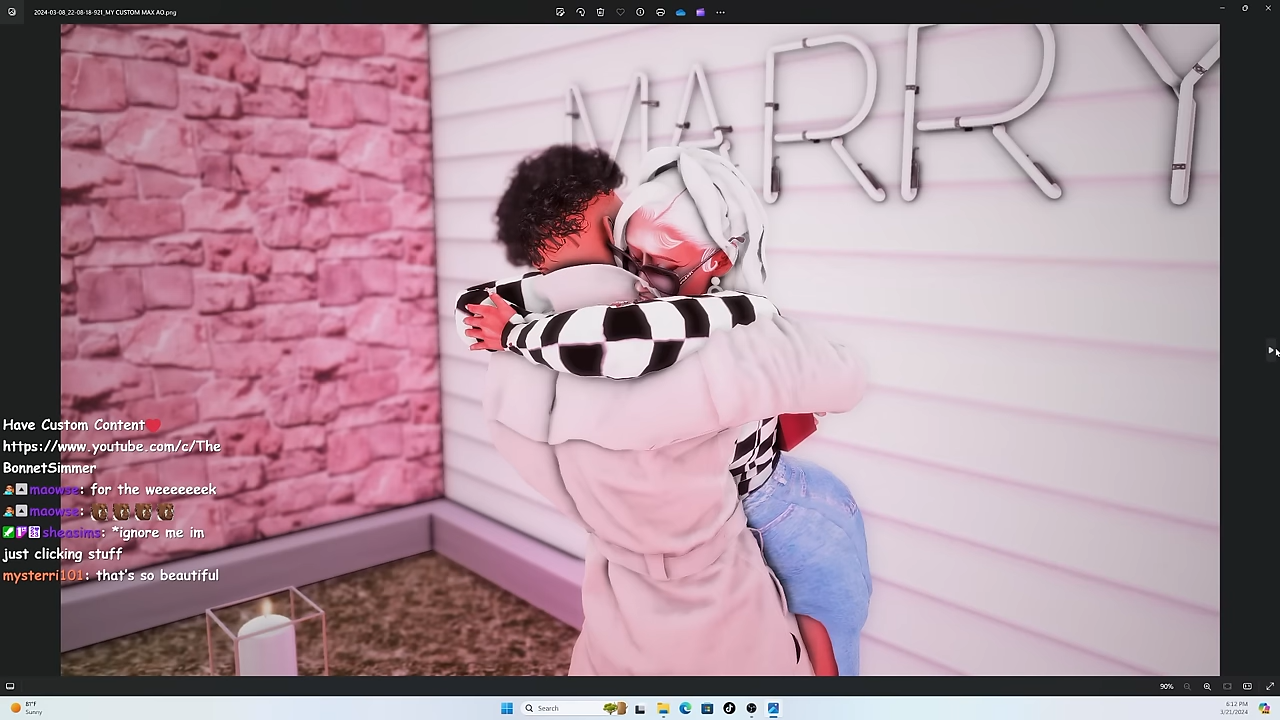 2024-03-08_22-08-18-921_MY CUSTOM MAX AO.png
MARRY
Have Custom Content
https://www.youtube.com/c/The
BonnetSimmer
maowse: for the weeeeeeek
maowse:
sheasims: *ignore me im
just clicking stuff
mysterri101: that's so beautiful
90%
81°F
Sunny
Search
6:12 PM
3/21/2024